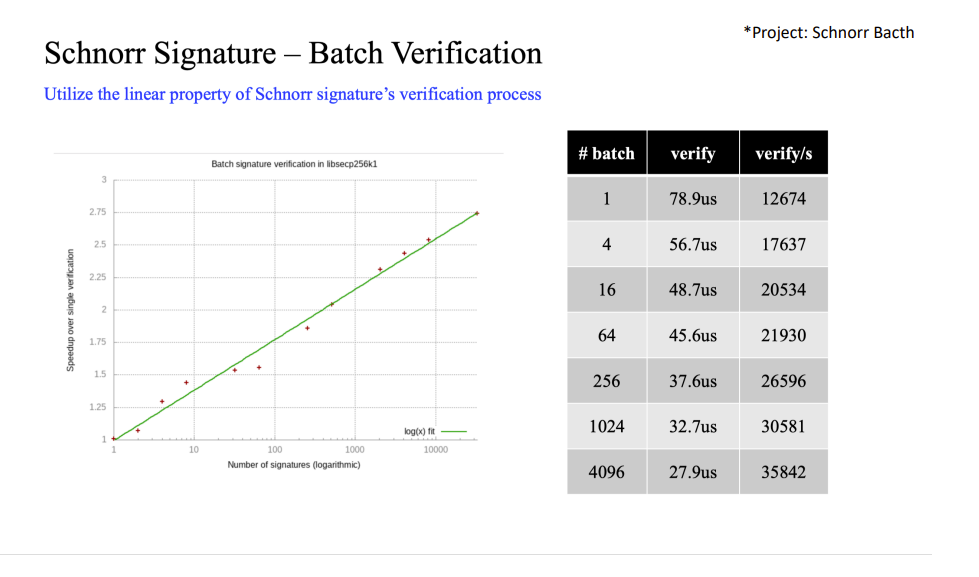 *Project: Schnorr Bacth
Schnorr Signature – Batch Verification
Utilize the linear property of Schnorr signature's verification process
Batch signature verification in libsecp256k1
3
2.75
2.5
2.25
2
1.75
1.5
1.25
1
Speedup over single verification
log(x) fit
1 10 100 1000 10000
Number of signatures (logarithmic)
# batch verify verify/s
1 78.9us 12674
4 56.7us 17637
16 48.7us 20534
64 45.6us 21930
256 37.6us 26596
1024 32.7us 30581
4096 27.9us 35842